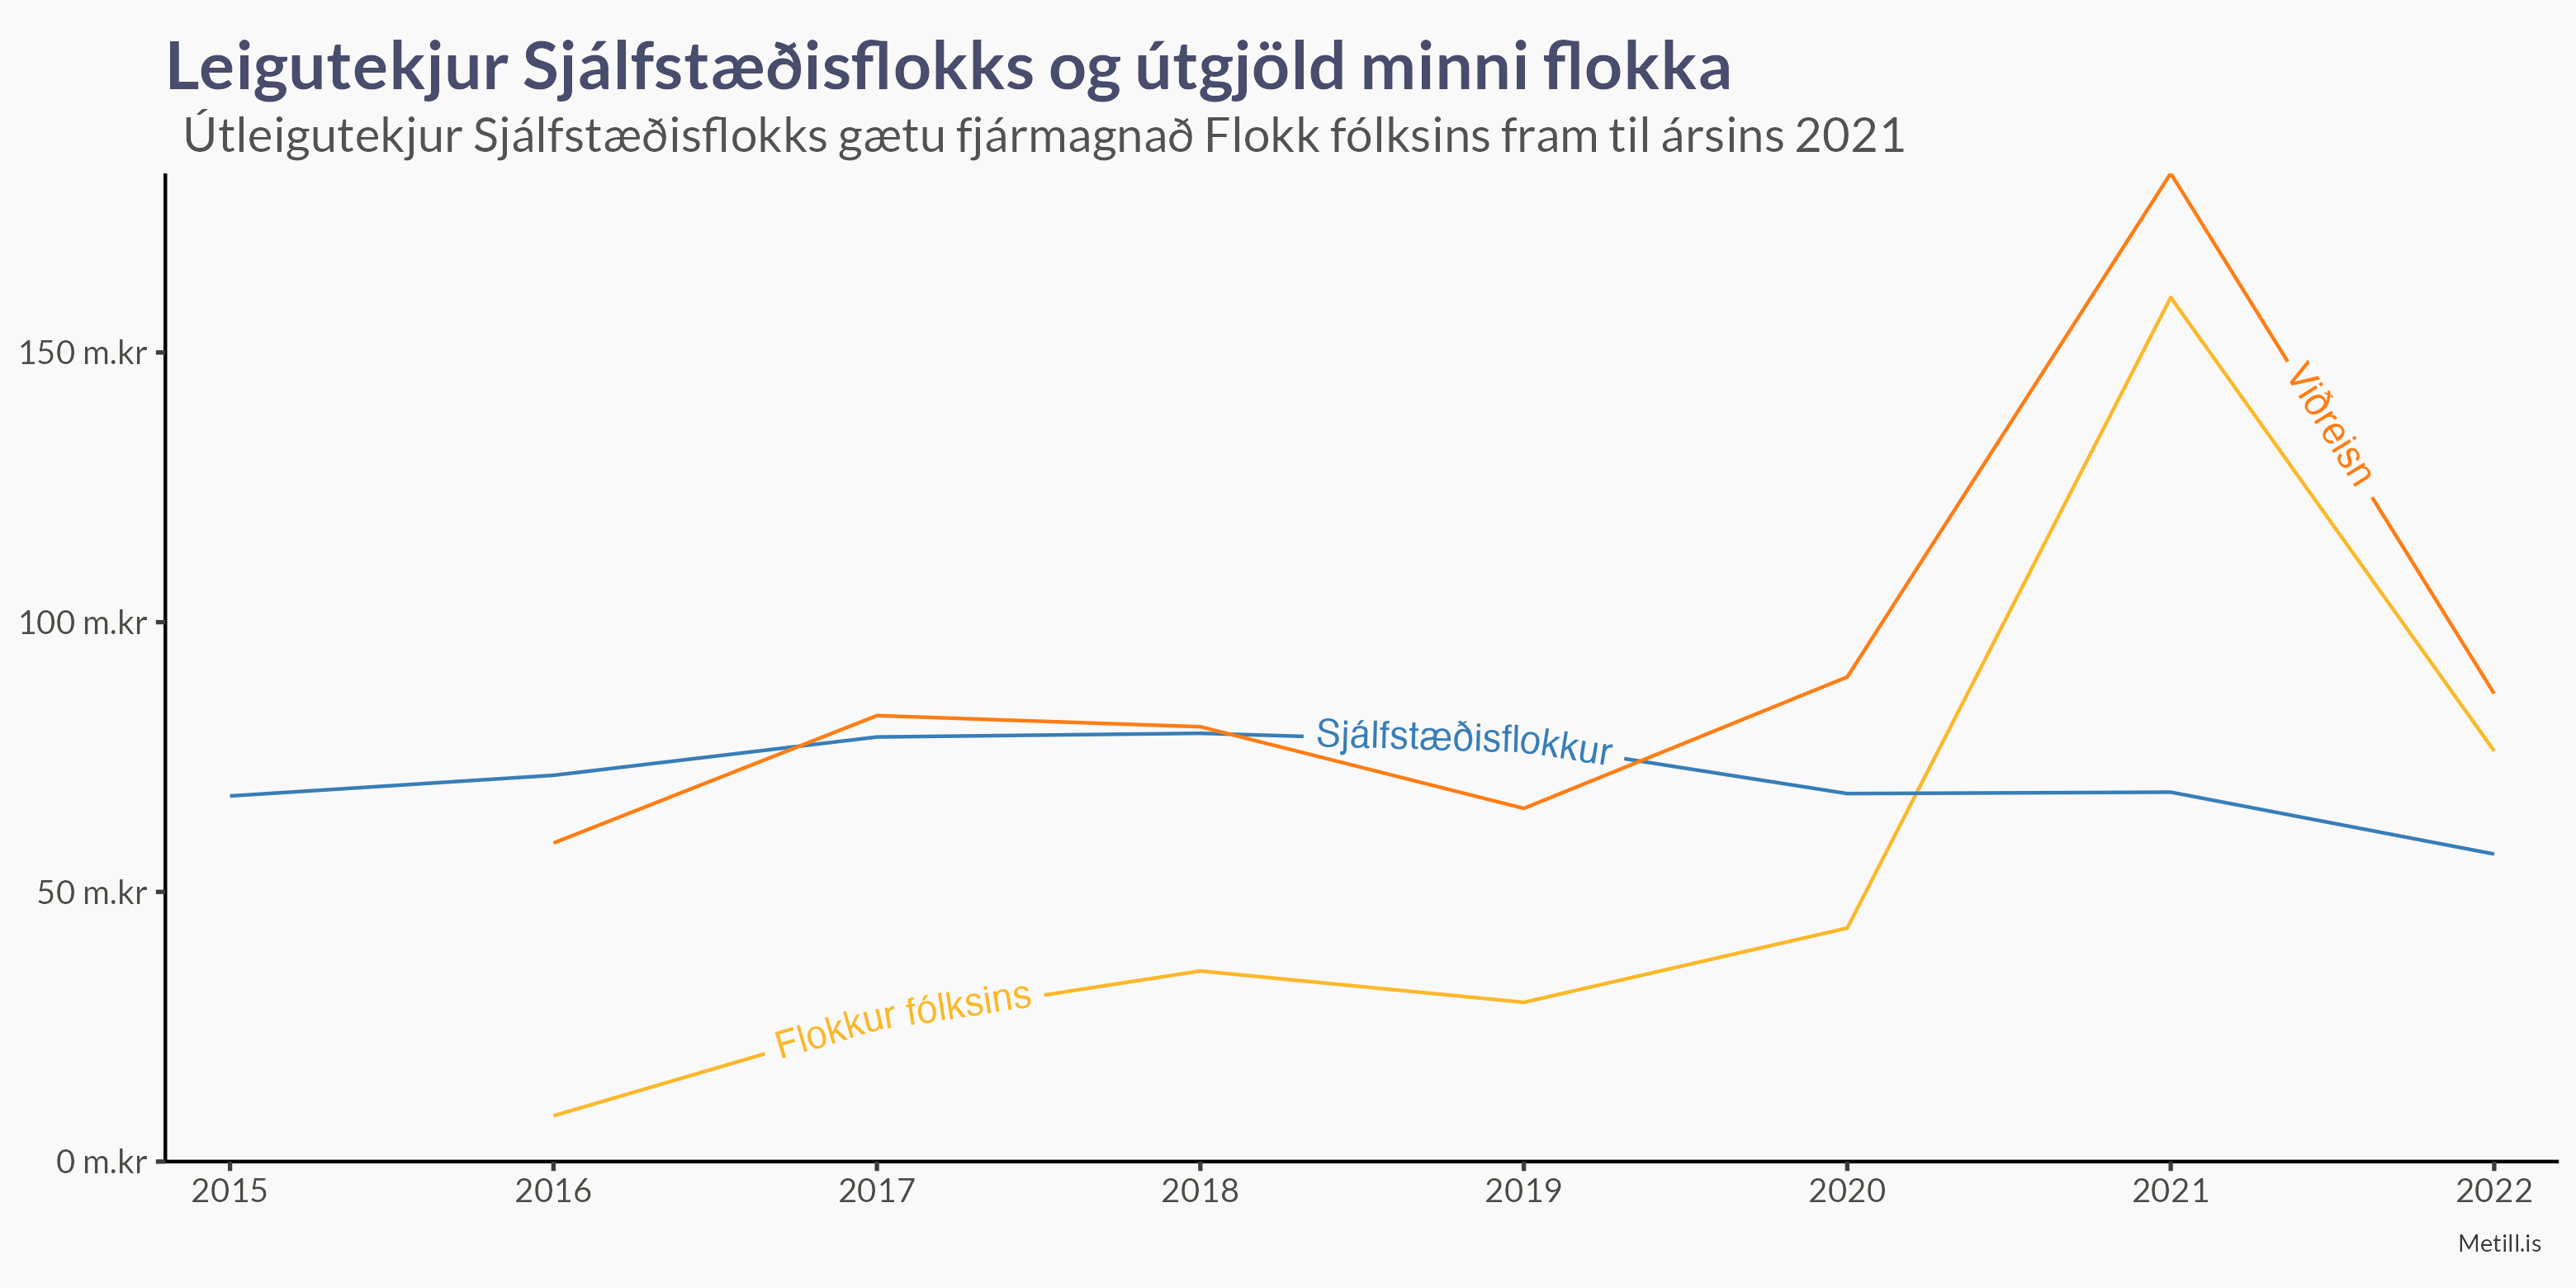 Leigutekjur Sjálfstæðisflokks og útgjöld minni flokka
Útleigutekjur Sjálfstæðisflokks gætu fjármagnað Flokk fólksins fram til ársins 2021
150 m.kr
100 m.kr
50 m.kr
0 m.kr
Viðreisn
Sjálfstæðisflokkur
Flokkur fólksins
2015 2016 2017 2018 2019 2020 2021 2022
Metill.is